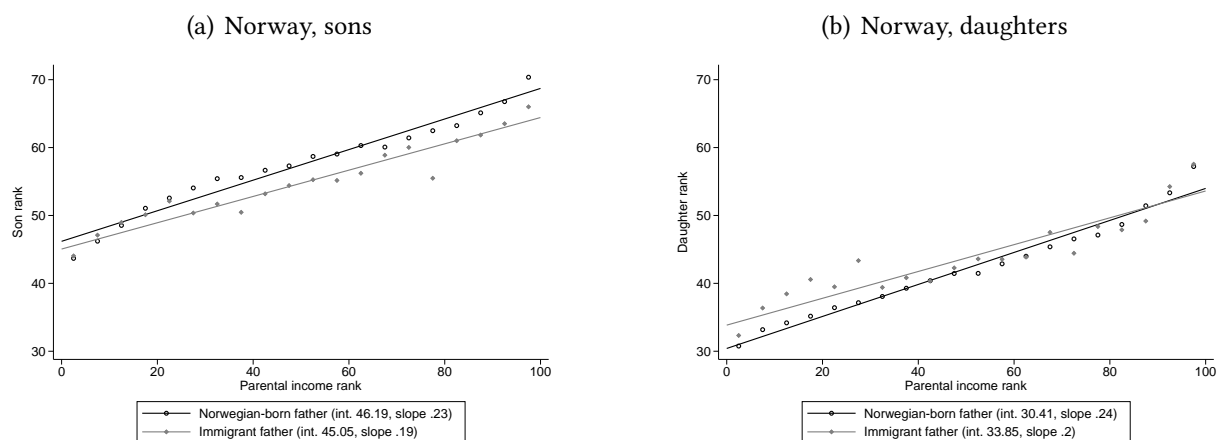 (a) Norway, sons
70
60
50
40
30
Son rank
0 20 40 60 80 100
Parental income rank
Norwegian-born father (int. 46.19, slope .23)
Immigrant father (int. 45.05, slope .19)
(b) Norway, daughters
70
60
50
40
30
Daughter rank
0 20 40 60 80 100
Parental income rank
Norwegian-born father (int. 30.41, slope .24)
Immigrant father (int. 33.85, slope .2)